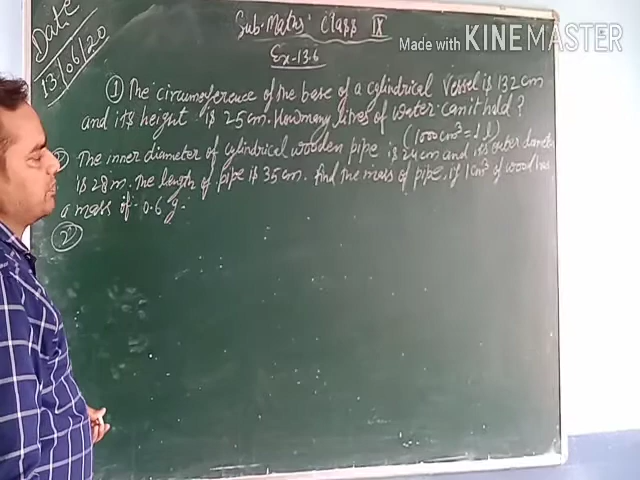 Date
13/06/20
Sub-Maths: Class IX
Ex-13.6
Made with KINEMASTER
① The circumference of the base of a cylindrical vessel is 132 cm
and its height is 25 cm. How many litres of water can it hold?
(1000 cm³ = 1 l)
The inner diameter of cylindrical wooden pipe is 24 cm and its outer diameter
is 28 m. The length of pipe is 35 cm. find the mass of pipe, if 1 cm³ of wood has
a mass of 0.6 g.
②